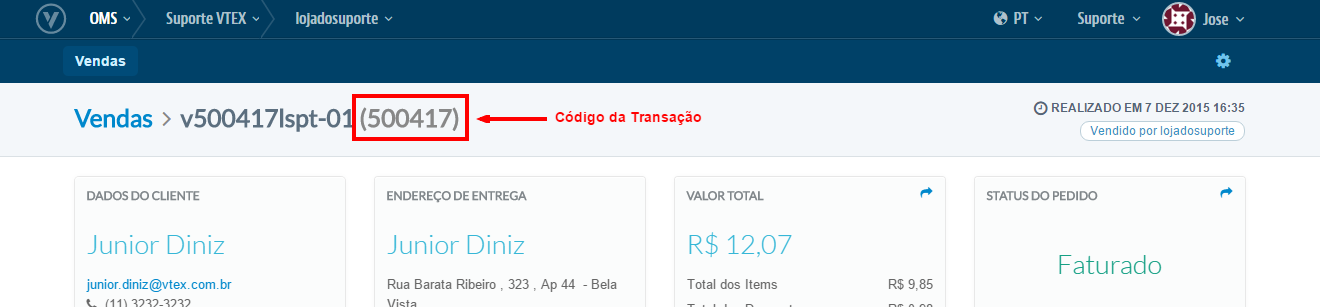 V OMS Suporte VTEX lojadosuporte PT Suporte Jose
Vendas
Vendas > v500417lspt-01 (500417)
Código da Transação
REALIZADO EM 7 DEZ 2015 16:35
Vendido por lojadosuporte
DADOS DO CLIENTE
Junior Diniz
junior.diniz@vtex.com.br
(11) 3232-3232
ENDEREÇO DE ENTREGA
Junior Diniz
Rua Barata Ribeiro , 323 , Ap 44 - Bela
Vista
VALOR TOTAL
R$ 12,07
Total dos Items R$ 9,85
STATUS DO PEDIDO
Faturado